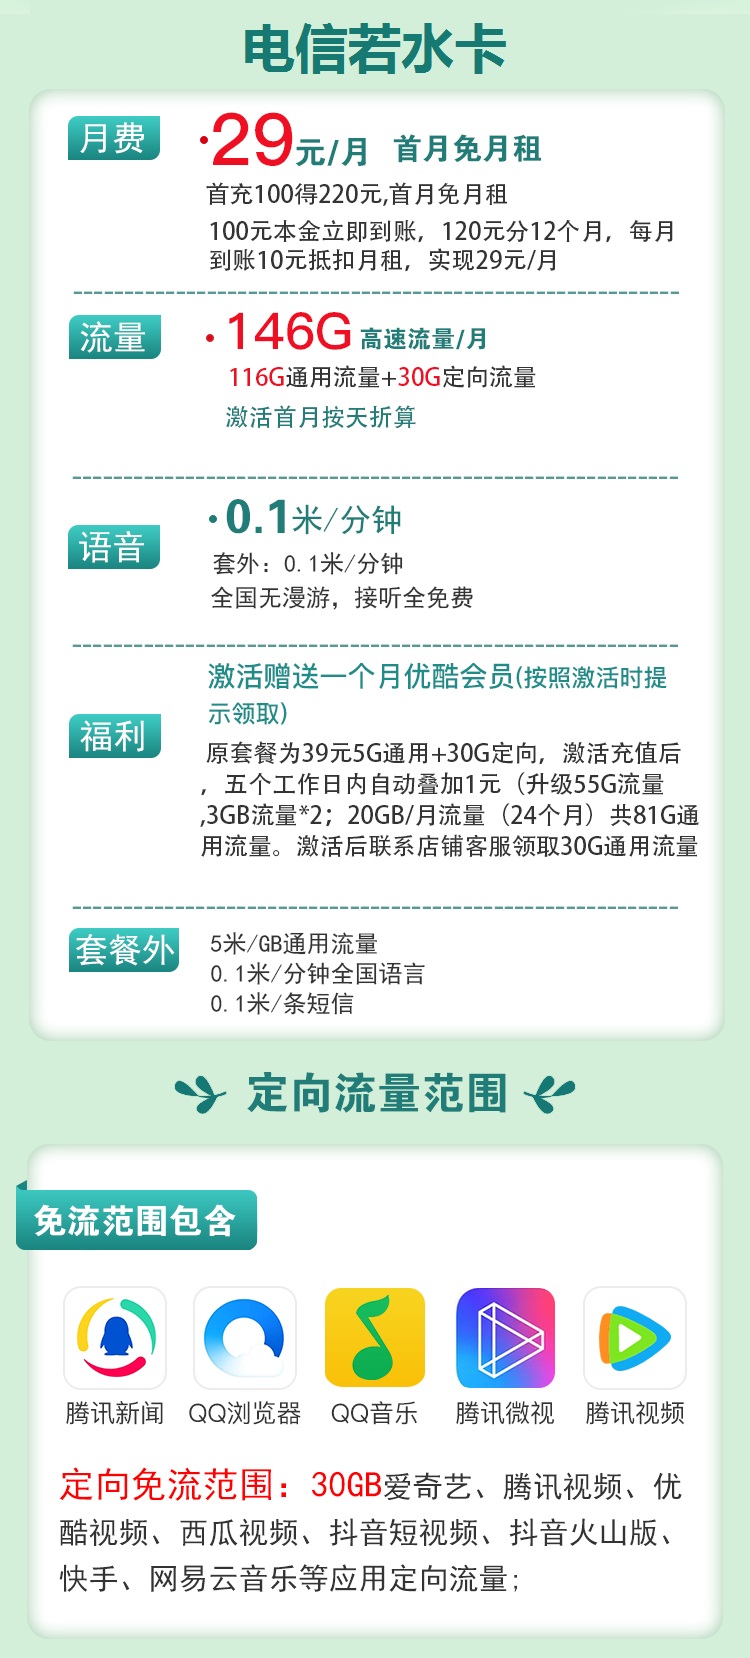 电信若水卡
月费
·29元/月 首月免月租
首充100得220元,首月免月租
100元本金立即到账，120元分12个月，每月
到账10元抵扣月租，实现29元/月
流量
·146G高速流量/月
116G通用流量+30G定向流量
激活首月按天折算
语音
·0.1米/分钟
套外：0.1米/分钟
全国无漫游，接听全免费
福利
激活赠送一个月优酷会员(按照激活时提
示领取)
原套餐为39元5G通用+30G定向，激活充值后
，五个工作日内自动叠加1元（升级55G流量
,3GB流量*2；20GB/月流量（24个月）共81G通
用流量。激活后联系店铺客服领取30G通用流量
套餐外
5米/GB通用流量
0.1米/分钟全国语言
0.1米/条短信
定向流量范围
免流范围包含
腾讯新闻 QQ浏览器 QQ音乐 腾讯微视 腾讯视频
定向免流范围：30GB爱奇艺、腾讯视频、优
酷视频、西瓜视频、抖音短视频、抖音火山版、
快手、网易云音乐等应用定向流量;